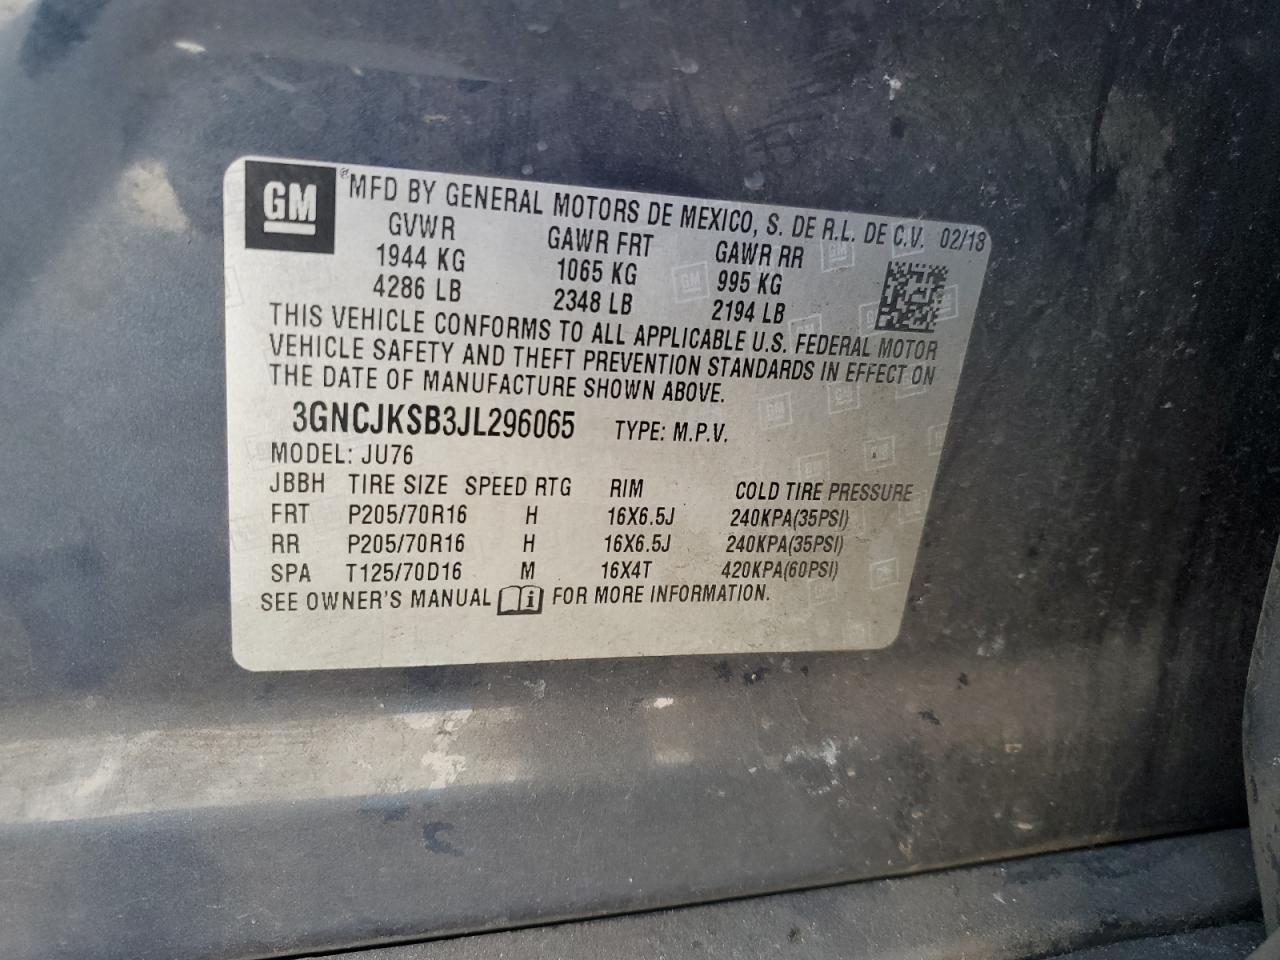 GM ® MFD BY GENERAL MOTORS DE MEXICO, S. DE R.L. DE C.V. 02/18
GVWR GAWR FRT GAWR RR
1944 KG 1065 KG 995 KG
4286 LB 2348 LB 2194 LB
THIS VEHICLE CONFORMS TO ALL APPLICABLE U.S. FEDERAL MOTOR
VEHICLE SAFETY AND THEFT PREVENTION STANDARDS IN EFFECT ON
THE DATE OF MANUFACTURE SHOWN ABOVE.
3GNCJKSB3JL296065 TYPE: M.P.V.
MODEL: JU76
JBBH TIRE SIZE SPEED RTG RIM COLD TIRE PRESSURE
FRT P205/70R16 H 16X6.5J 240KPA(35PSI)
RR P205/70R16 H 16X6.5J 240KPA(35PSI)
SPA T125/70D16 M 16X4T 420KPA(60PSI)
SEE OWNER'S MANUAL i FOR MORE INFORMATION.